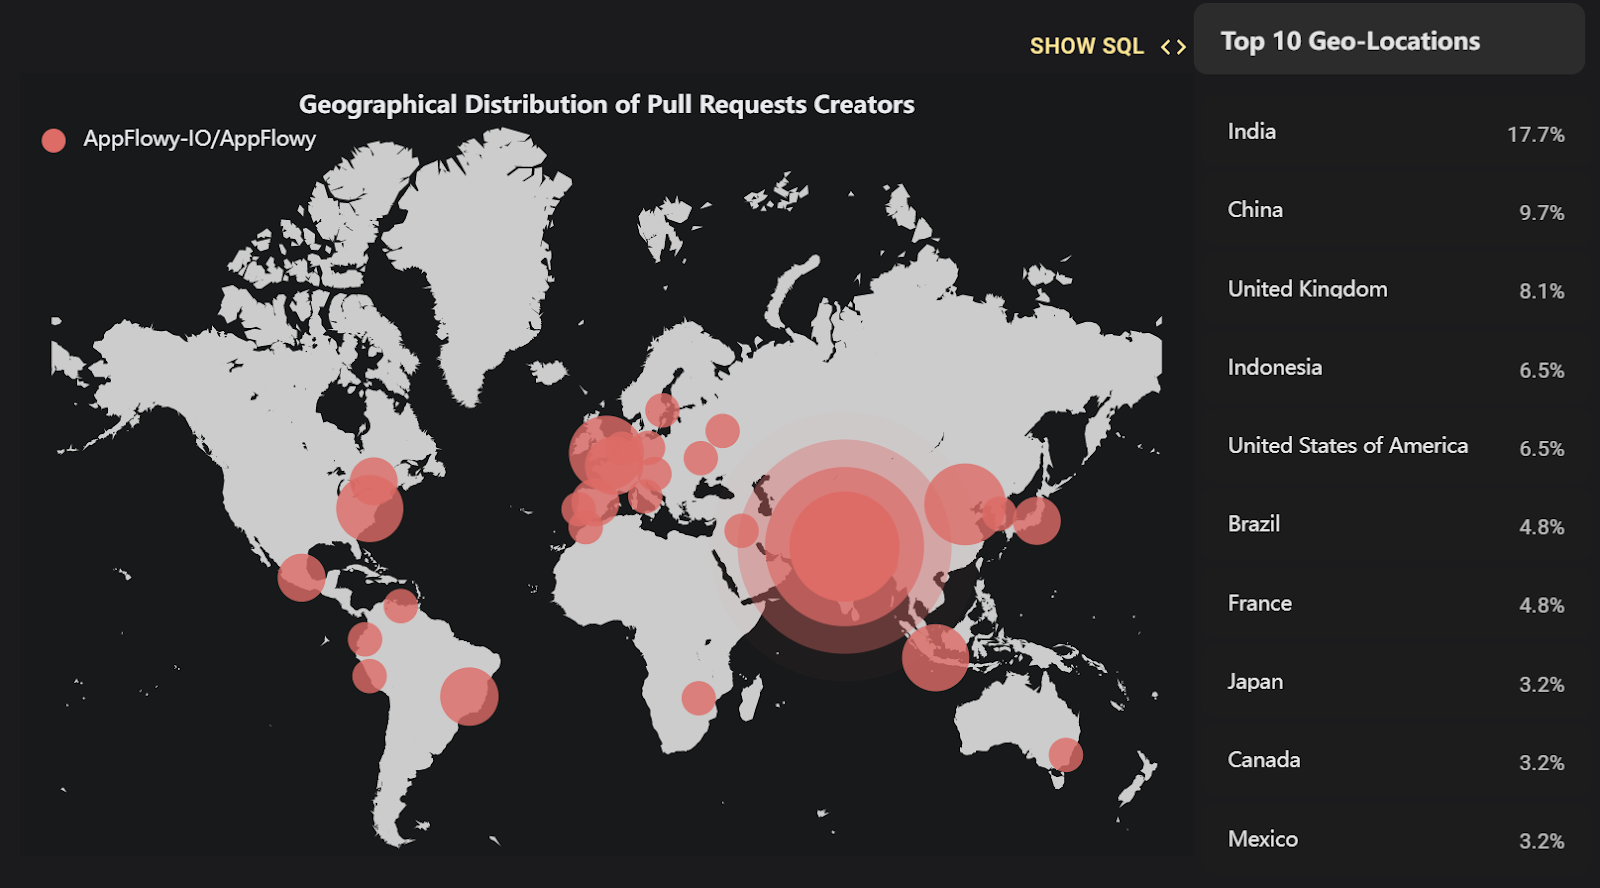 SHOW SQL <>
Top 10 Geo-Locations
Geographical Distribution of Pull Requests Creators
AppFlowy-IO/AppFlowy
India 17.7%
China 9.7%
United Kingdom 8.1%
Indonesia 6.5%
United States of America 6.5%
Brazil 4.8%
France 4.8%
Japan 3.2%
Canada 3.2%
Mexico 3.2%